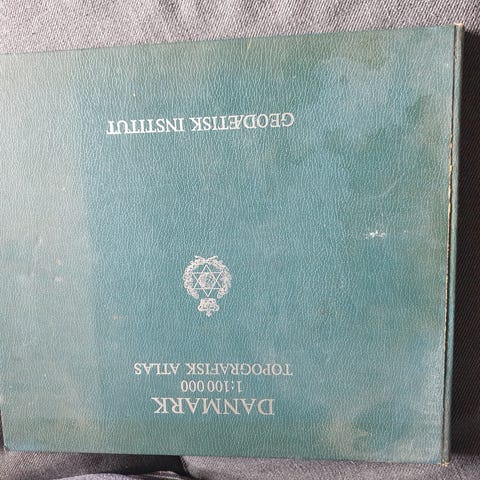 DANMARK
1:100 000
TOPOGRAFISK ATLAS
GEODÆTISK INSTITUT